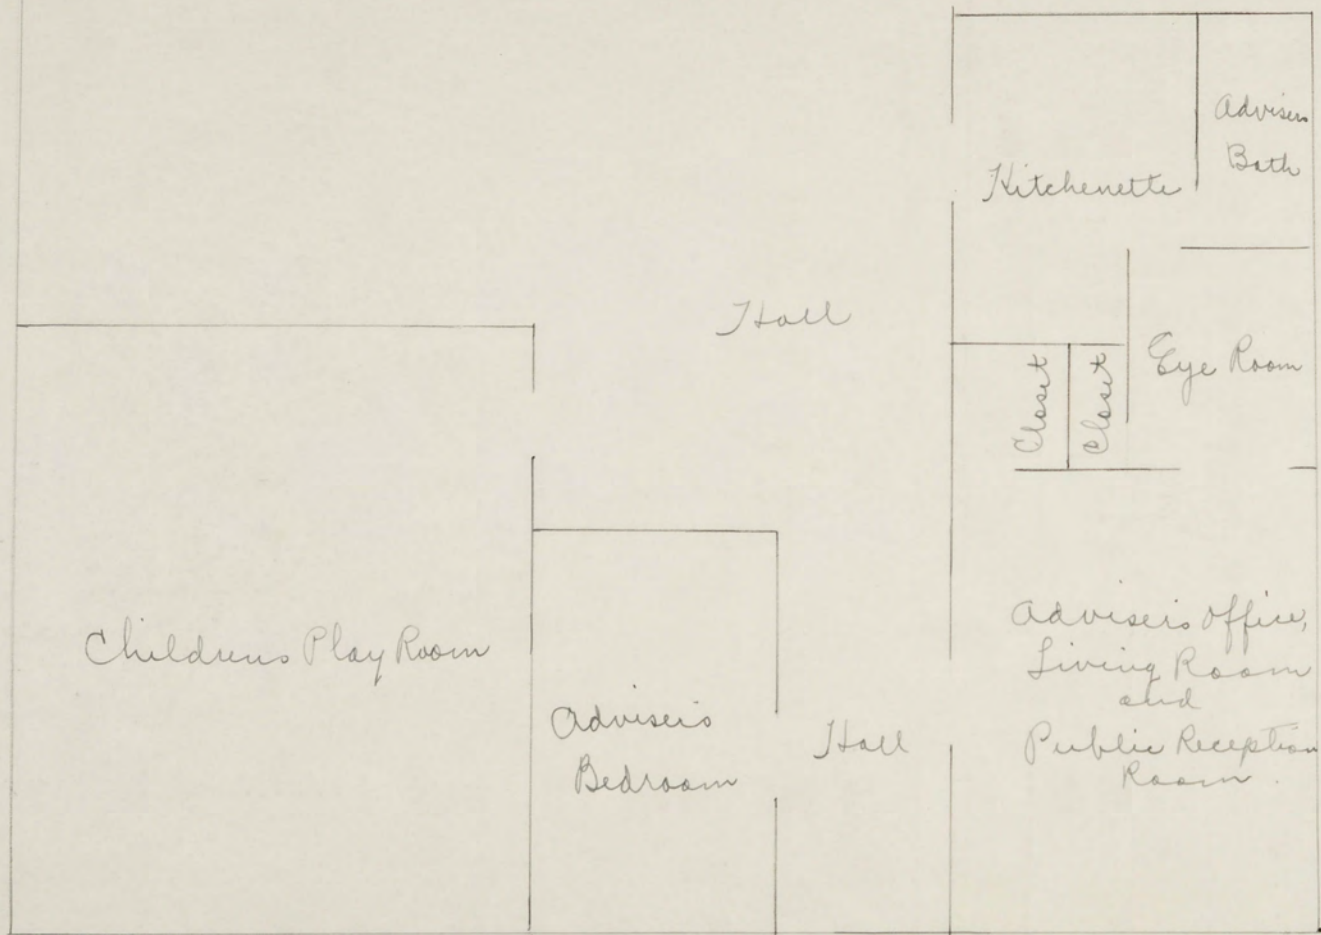 Adviser's
Bath
Kitchenette
Hall
Eye Room
Closet
Closet
Childrens Play Room
Adviser's
Bedroom
Hall
Adviser's Office,
Living Room
and
Public Reception
Room.